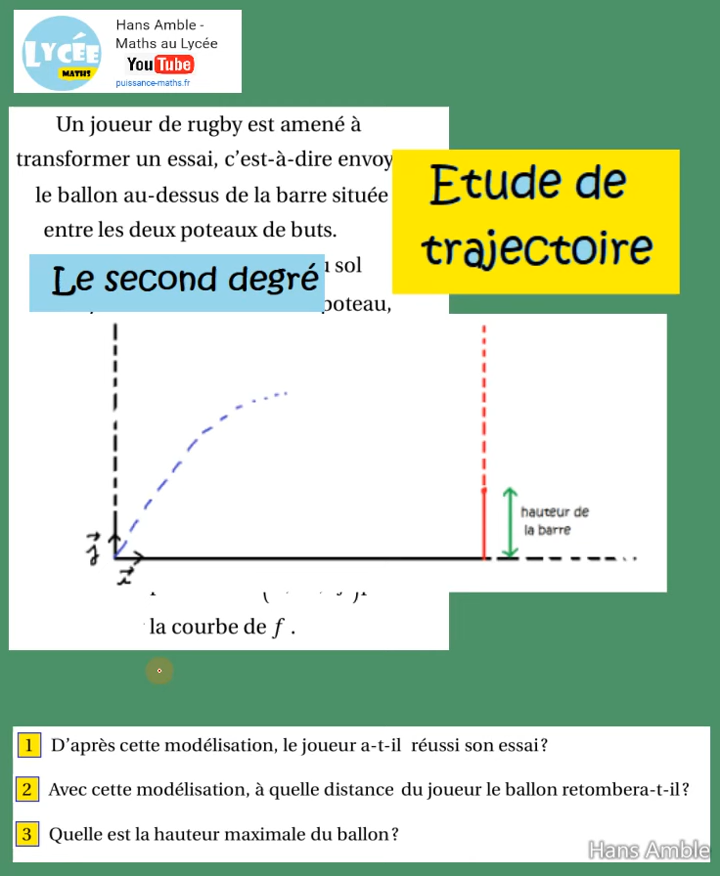 Hans Amble -
Maths au Lycée
LYCÉE
MATHS
YouTube
puissance-maths.fr
Un joueur de rugby est amené à
transformer un essai, c'est-à-dire envoy
le ballon au-dessus de la barre située
entre les deux poteaux de buts.
Etude de
trajectoire
Le second degré
sol
poteau,
hauteur de
la barre
j
i
la courbe de f .
1 D'après cette modélisation, le joueur a-t-il réussi son essai?
2 Avec cette modélisation, à quelle distance du joueur le ballon retombera-t-il?
3 Quelle est la hauteur maximale du ballon?
Hans Amble